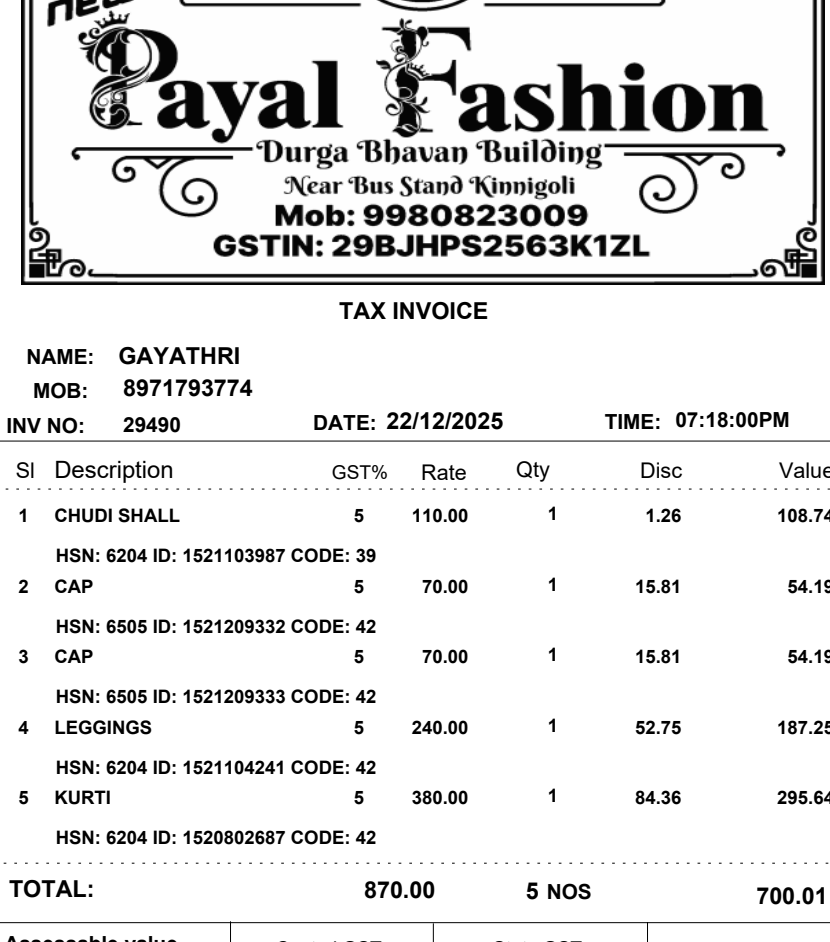 new
Payal Fashion
Durga Bhavan Building
Near Bus Stand Kinnigoli
Mob: 9980823009
GSTIN: 29BJHPS2563K1ZL
TAX INVOICE
NAME: GAYATHRI
MOB: 8971793774
INV NO: 29490 DATE: 22/12/2025 TIME: 07:18:00PM
Sl Description GST% Rate Qty Disc Value
1 CHUDI SHALL 5 110.00 1 1.26 108.74
HSN: 6204 ID: 1521103987 CODE: 39
2 CAP 5 70.00 1 15.81 54.19
HSN: 6505 ID: 1521209332 CODE: 42
3 CAP 5 70.00 1 15.81 54.19
HSN: 6505 ID: 1521209333 CODE: 42
4 LEGGINGS 5 240.00 1 52.75 187.25
HSN: 6204 ID: 1521104241 CODE: 42
5 KURTI 5 380.00 1 84.36 295.64
HSN: 6204 ID: 1520802687 CODE: 42
TOTAL: 870.00 5 NOS 700.01